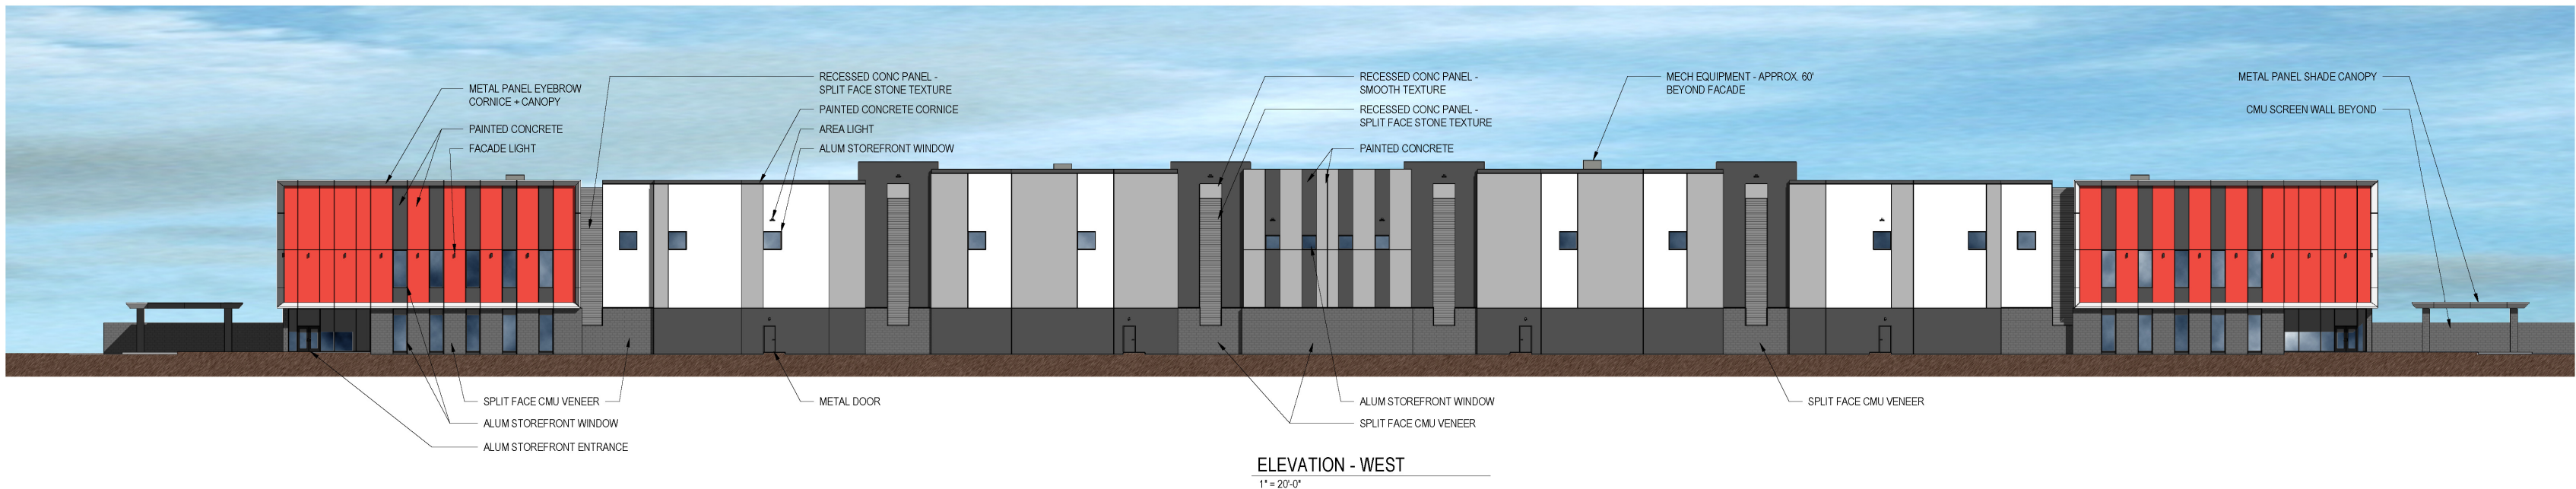 METAL PANEL EYEBROW
CORNICE + CANOPY
PAINTED CONCRETE
FACADE LIGHT
RECESSED CONC PANEL -
SPLIT FACE STONE TEXTURE
PAINTED CONCRETE CORNICE
AREA LIGHT
ALUM STOREFRONT WINDOW
RECESSED CONC PANEL -
SMOOTH TEXTURE
RECESSED CONC PANEL -
SPLIT FACE STONE TEXTURE
PAINTED CONCRETE
MECH EQUIPMENT - APPROX. 60'
BEYOND FACADE
METAL PANEL SHADE CANOPY
CMU SCREEN WALL BEYOND
SPLIT FACE CMU VENEER
ALUM STOREFRONT WINDOW
ALUM STOREFRONT ENTRANCE
METAL DOOR
ALUM STOREFRONT WINDOW
SPLIT FACE CMU VENEER
SPLIT FACE CMU VENEER
ELEVATION - WEST
1" = 20'-0"